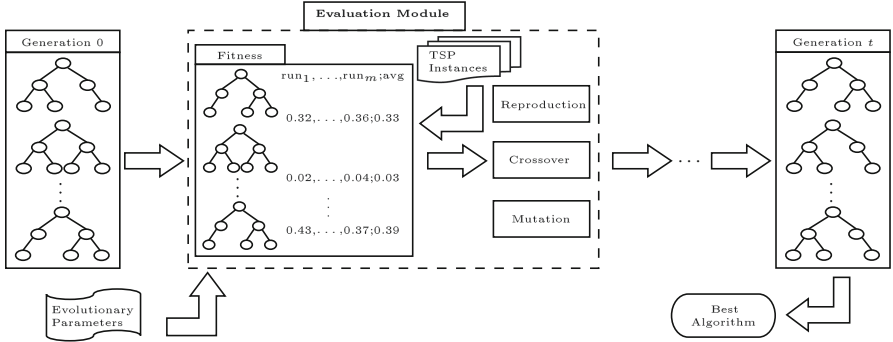 Evaluation Module
Generation 0
Fitness
run1, . . . ,runm;avg
0.32,. . . ,0.36;0.33
0.02,. . . ,0.04;0.03
0.43,. . . ,0.37;0.39
TSP
Instances
Reproduction
Crossover
Mutation
. . .
Generation t
Evolutionary
Parameters
Best
Algorithm